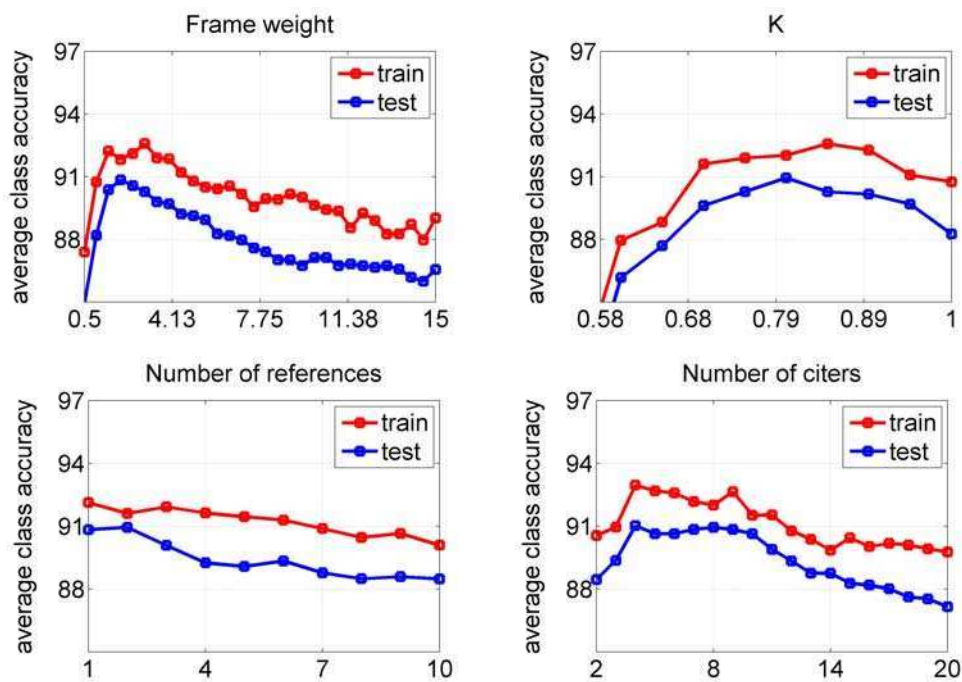 Frame weight
average class accuracy
97
94
91
88
0.5
4.13
7.75
11.38
15
train
test
K
average class accuracy
97
94
91
88
0.58
0.68
0.79
0.89
1
train
test
Number of references
average class accuracy
97
94
91
88
1
4
7
10
train
test
Number of citers
average class accuracy
97
94
91
88
2
8
14
20
train
test